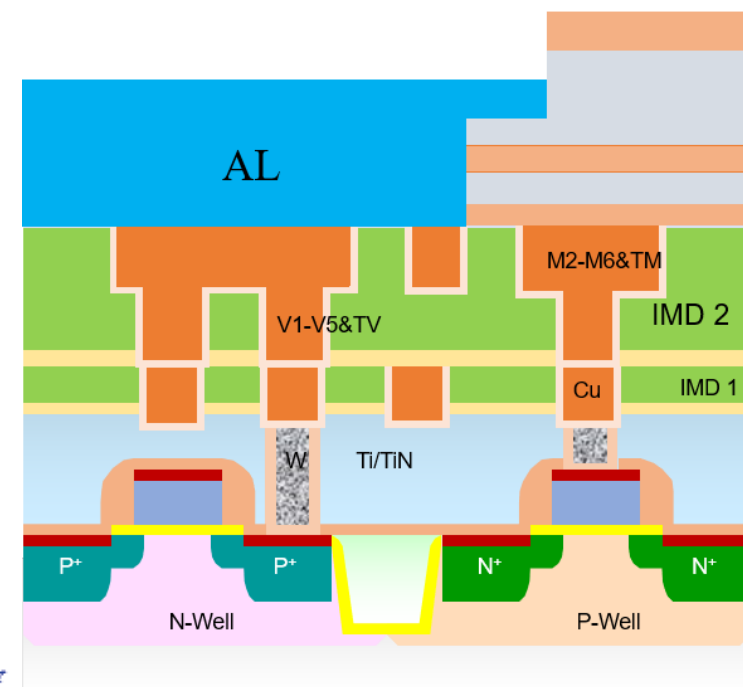 AL
M2-M6&TM
IMD 2
V1-V5&TV
Cu
IMD 1
W
Ti/TiN
P+
P+
N+
N+
N-Well
P-Well